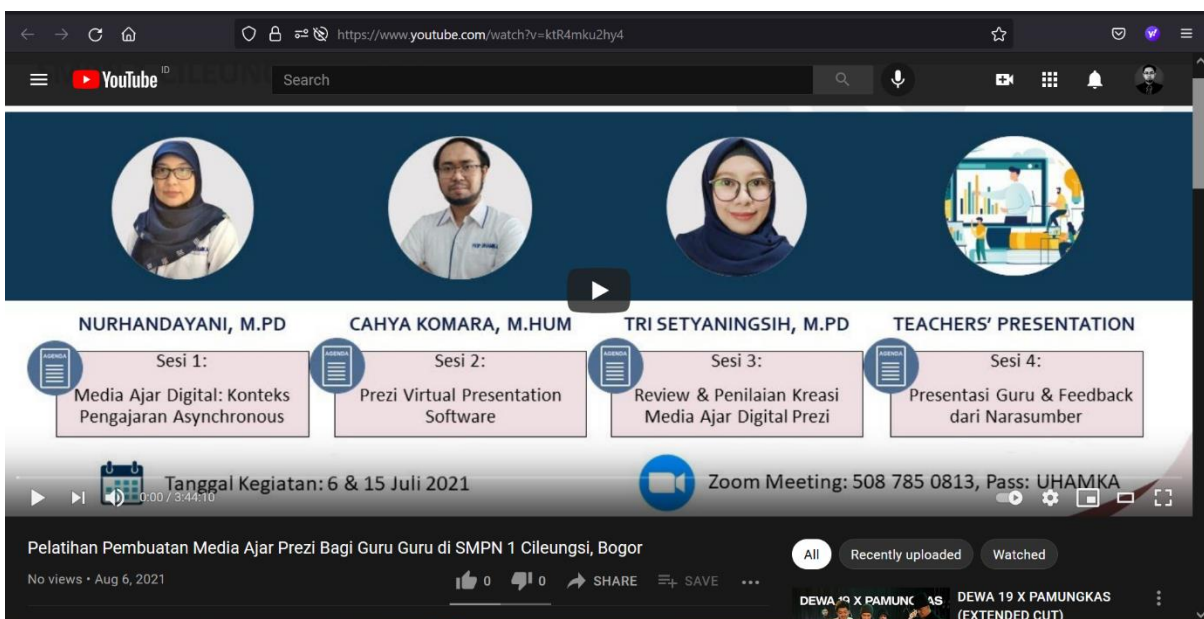 https://www.youtube.com/watch?v=ktR4mku2hy4
YouTube ID
Search
NURHANDAYANI, M.PD
CAHYA KOMARA, M.HUM
TRI SETYANINGSIH, M.PD
TEACHERS' PRESENTATION
AGENDA
Sesi 1:
Media Ajar Digital: Konteks
Pengajaran Asynchronous
AGENDA
Sesi 2:
Prezi Virtual Presentation
Software
AGENDA
Sesi 3:
Review & Penilaian Kreasi
Media Ajar Digital Prezi
AGENDA
Sesi 4:
Presentasi Guru & Feedback
dari Narasumber
Tanggal Kegiatan: 6 & 15 Juli 2021
Zoom Meeting: 508 785 0813, Pass: UHAMKA
0:00 / 3:44:10
Pelatihan Pembuatan Media Ajar Prezi Bagi Guru Guru di SMPN 1 Cileungsi, Bogor
No views • Aug 6, 2021
0
0
SHARE
SAVE
All
Recently uploaded
Watched
DEWA 19 X PAMUNGKAS
(EXTENDED CUT)